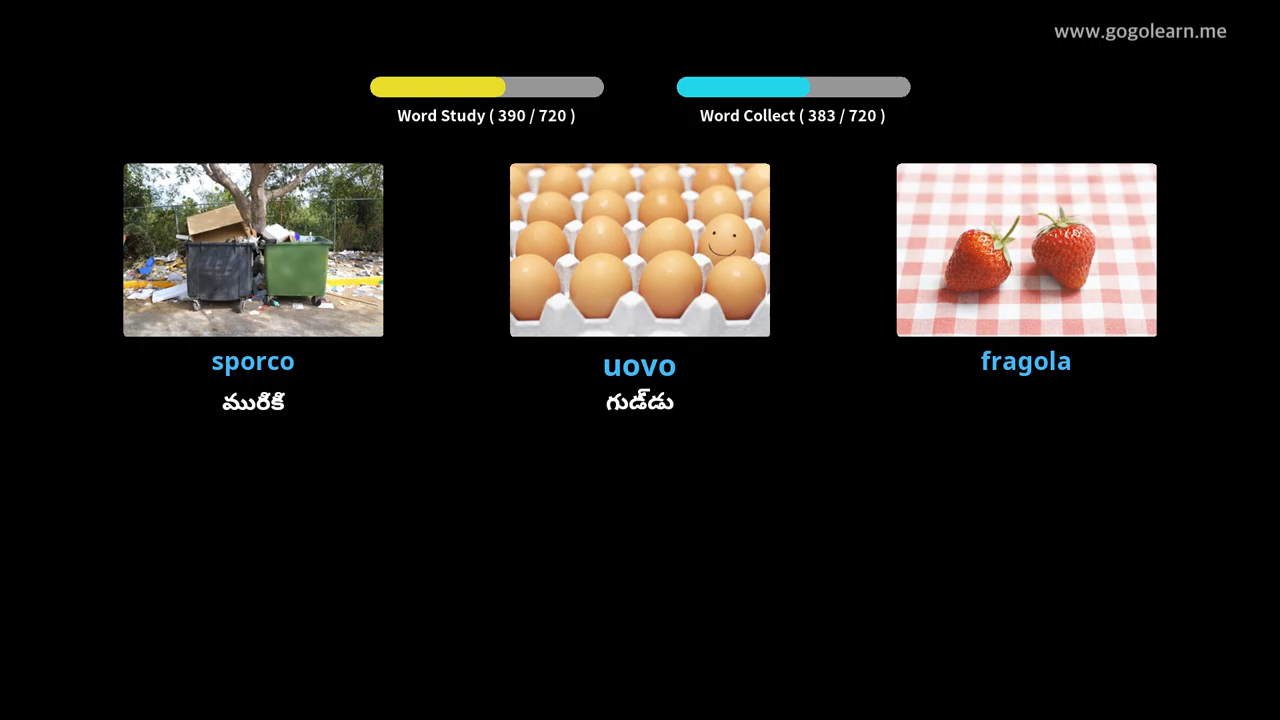 www.gogolearn.me
Word Study ( 390 / 720 )
Word Collect ( 383 / 720 )
sporco
uovo
fragola
మురికి
గుడ్డు